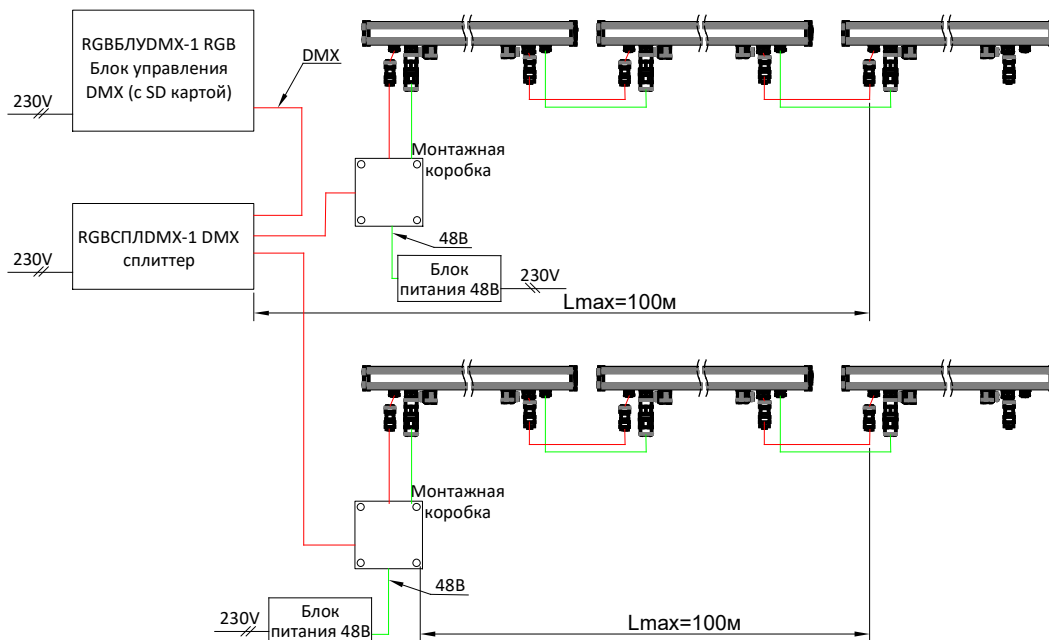 RGBБЛУDMX-1 RGB
Блок управления
DMX (с SD картой)
DMX
230V
Монтажная
коробка
RGBСПЛDMX-1 DMX
сплиттер
230V
48В
Блок
питания 48В
230V
Lmax=100м
Монтажная
коробка
48В
Блок
питания 48В
230V
Lmax=100м